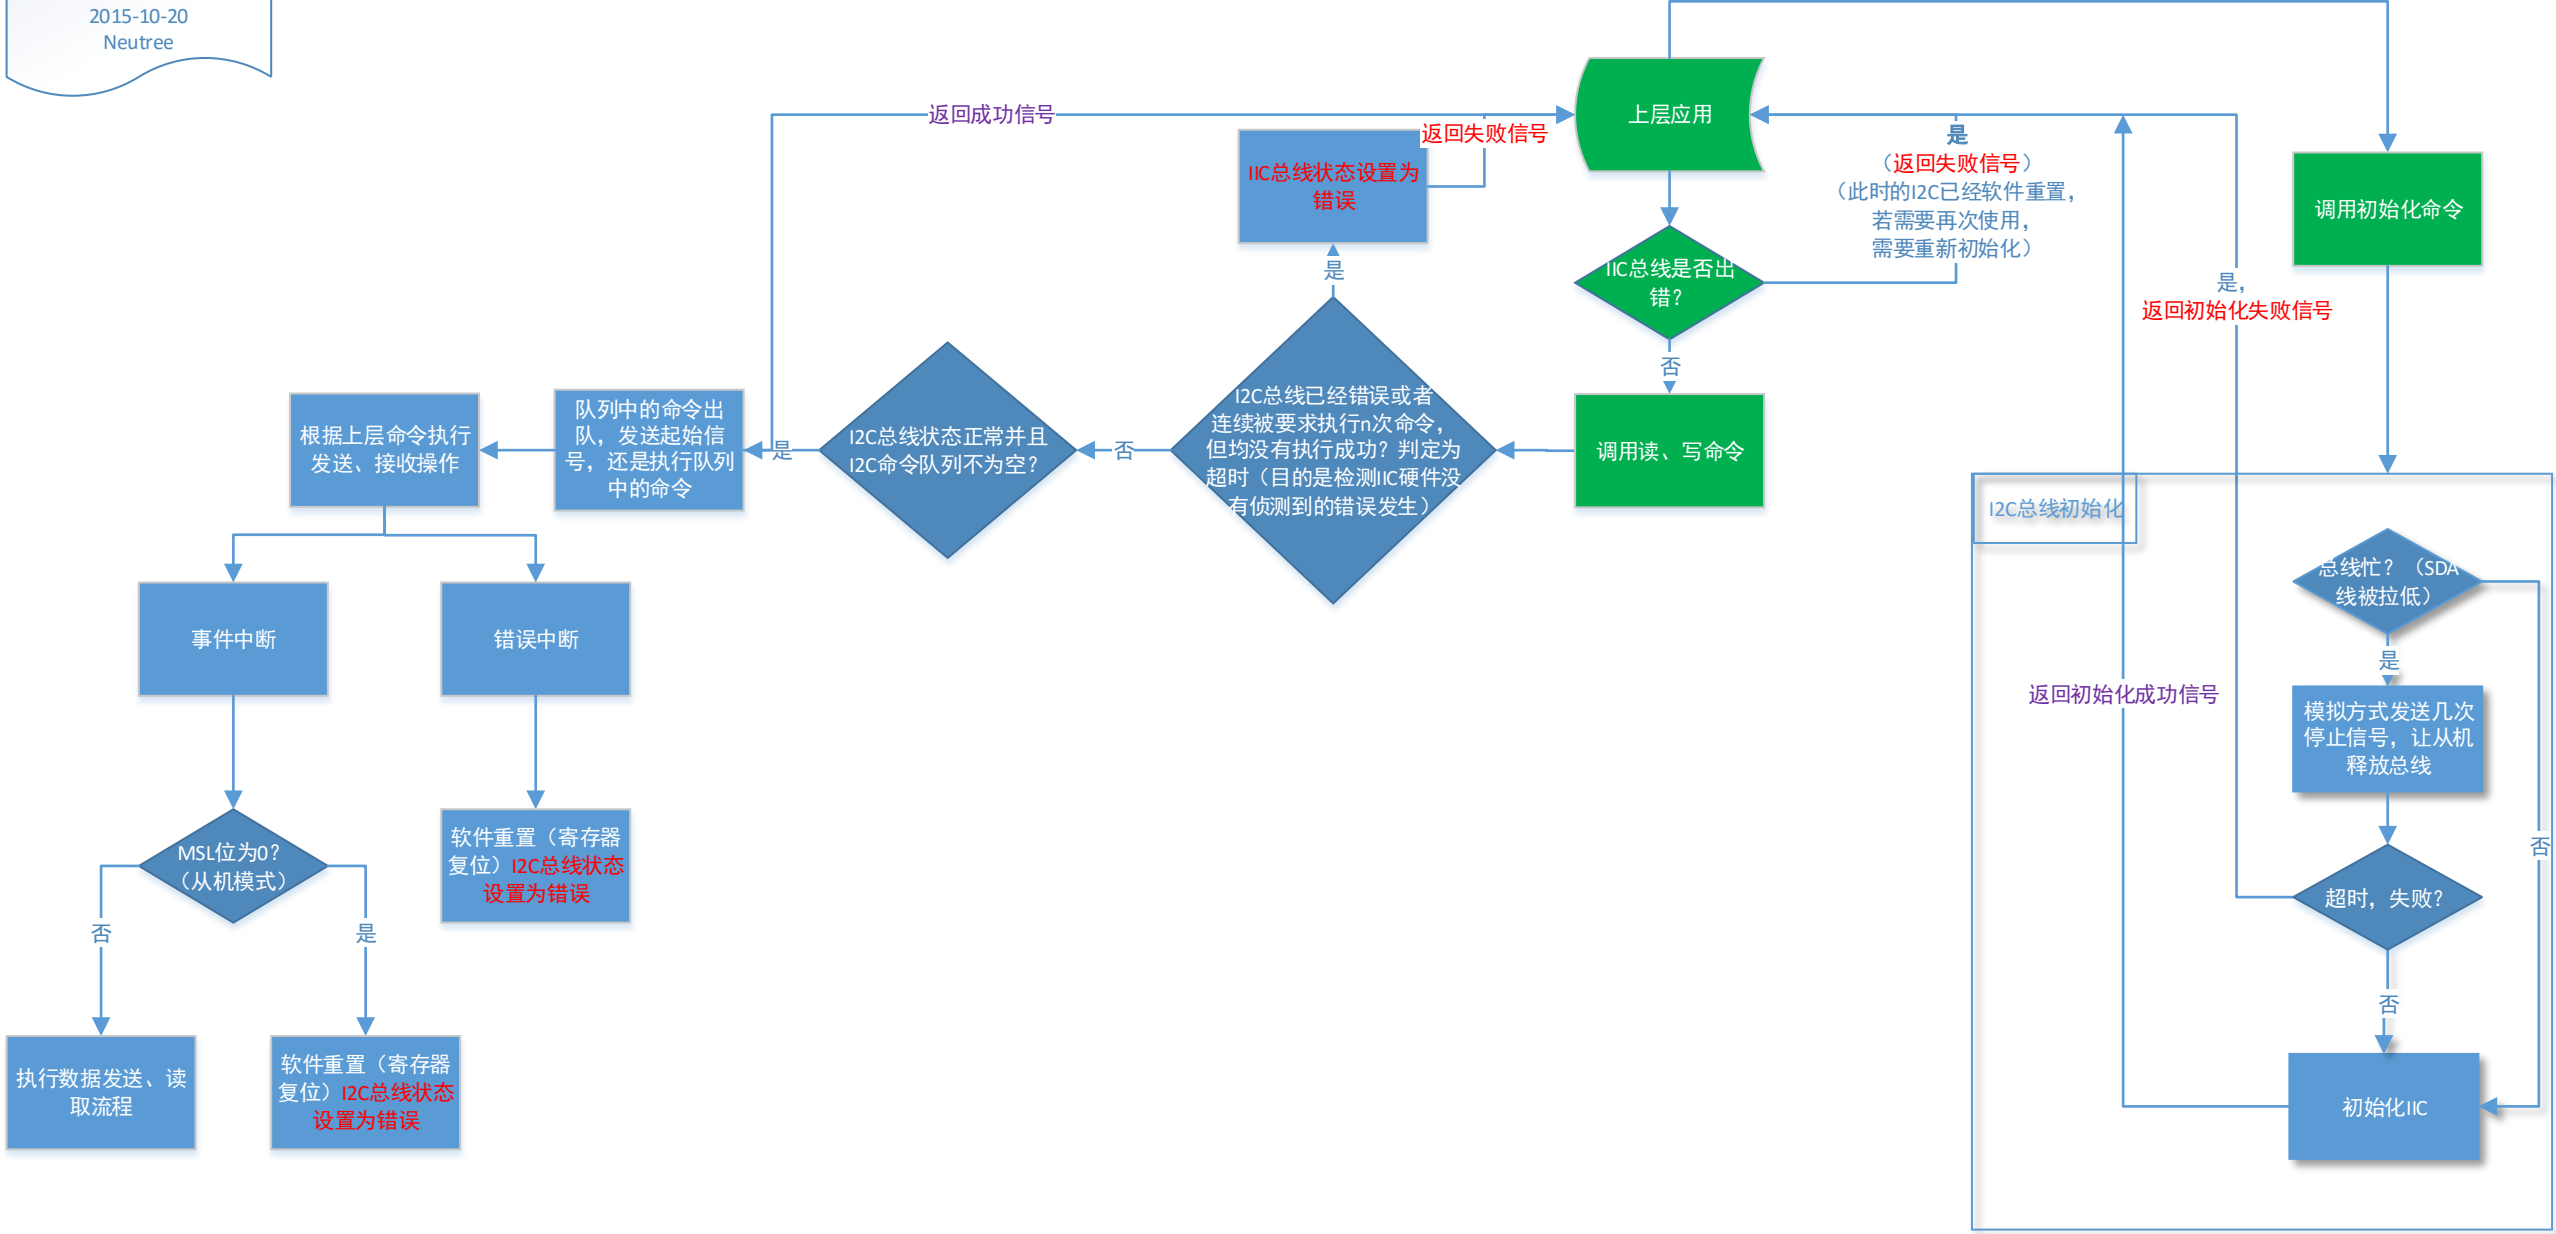 2015-10-20
Neutree
返回成功信号
返回失败信号
IIC总线状态设置为
错误
是
上层应用
是
（返回失败信号）
（此时的I2C已经软件重置，
若需要再次使用，
需要重新初始化）
调用初始化命令
IIC总线是否出
错？
否
是，
返回初始化失败信号
调用读、写命令
I2C总线已经错误或者
连续被要求执行n次命令，
但均没有执行成功？判定为
超时（目的是检测IIC硬件没
有侦测到的错误发生）
否
I2C总线状态正常并且
I2C命令队列不为空？
是
队列中的命令出
队，发送起始信
号，还是执行队列
中的命令
根据上层命令执行
发送、接收操作
事件中断
错误中断
MSL位为0？
（从机模式）
软件重置（寄存器
复位）I2C总线状态
设置为错误
否
是
执行数据发送、读
取流程
软件重置（寄存器
复位）I2C总线状态
设置为错误
I2C总线初始化
总线忙？（SDA
线被拉低）
是
返回初始化成功信号
模拟方式发送几次
停止信号，让从机
释放总线
否
超时，失败？
否
初始化IIC